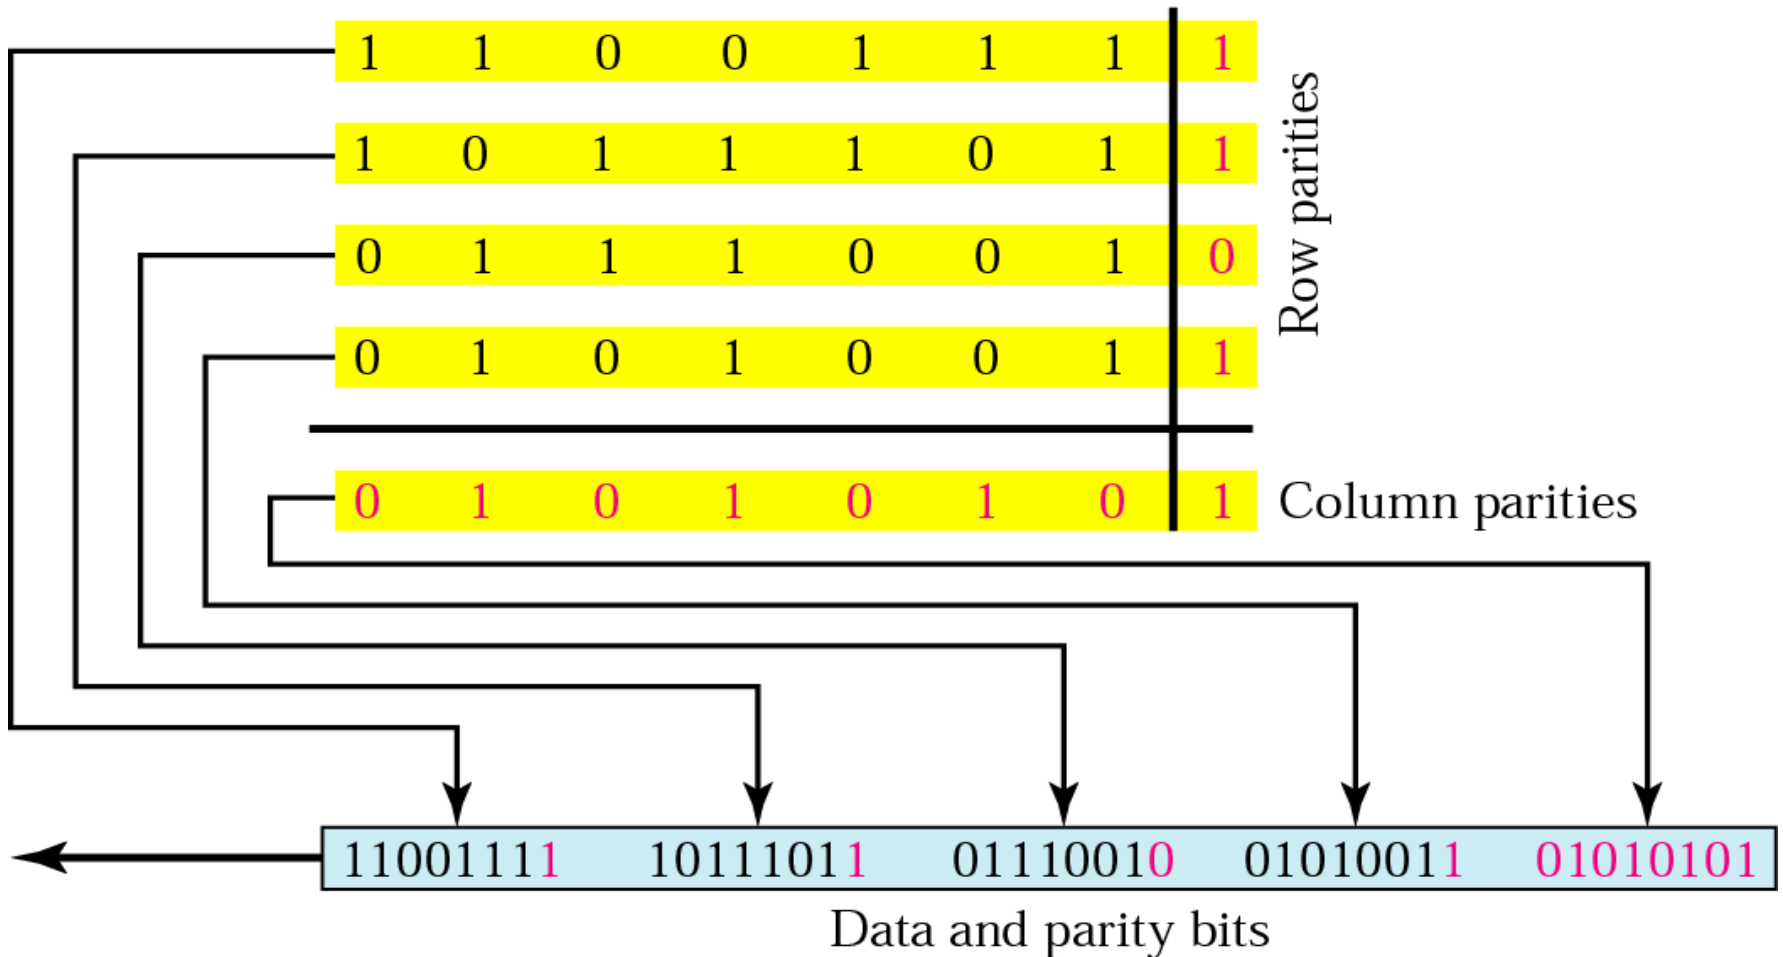 1 1 0 0 1 1 1 1
1 0 1 1 1 0 1 1
0 1 1 1 0 0 1 0
0 1 0 1 0 0 1 1
Row parities
0 1 0 1 0 1 0 1 Column parities
11001111 10111011 01110010 01010011 01010101
Data and parity bits